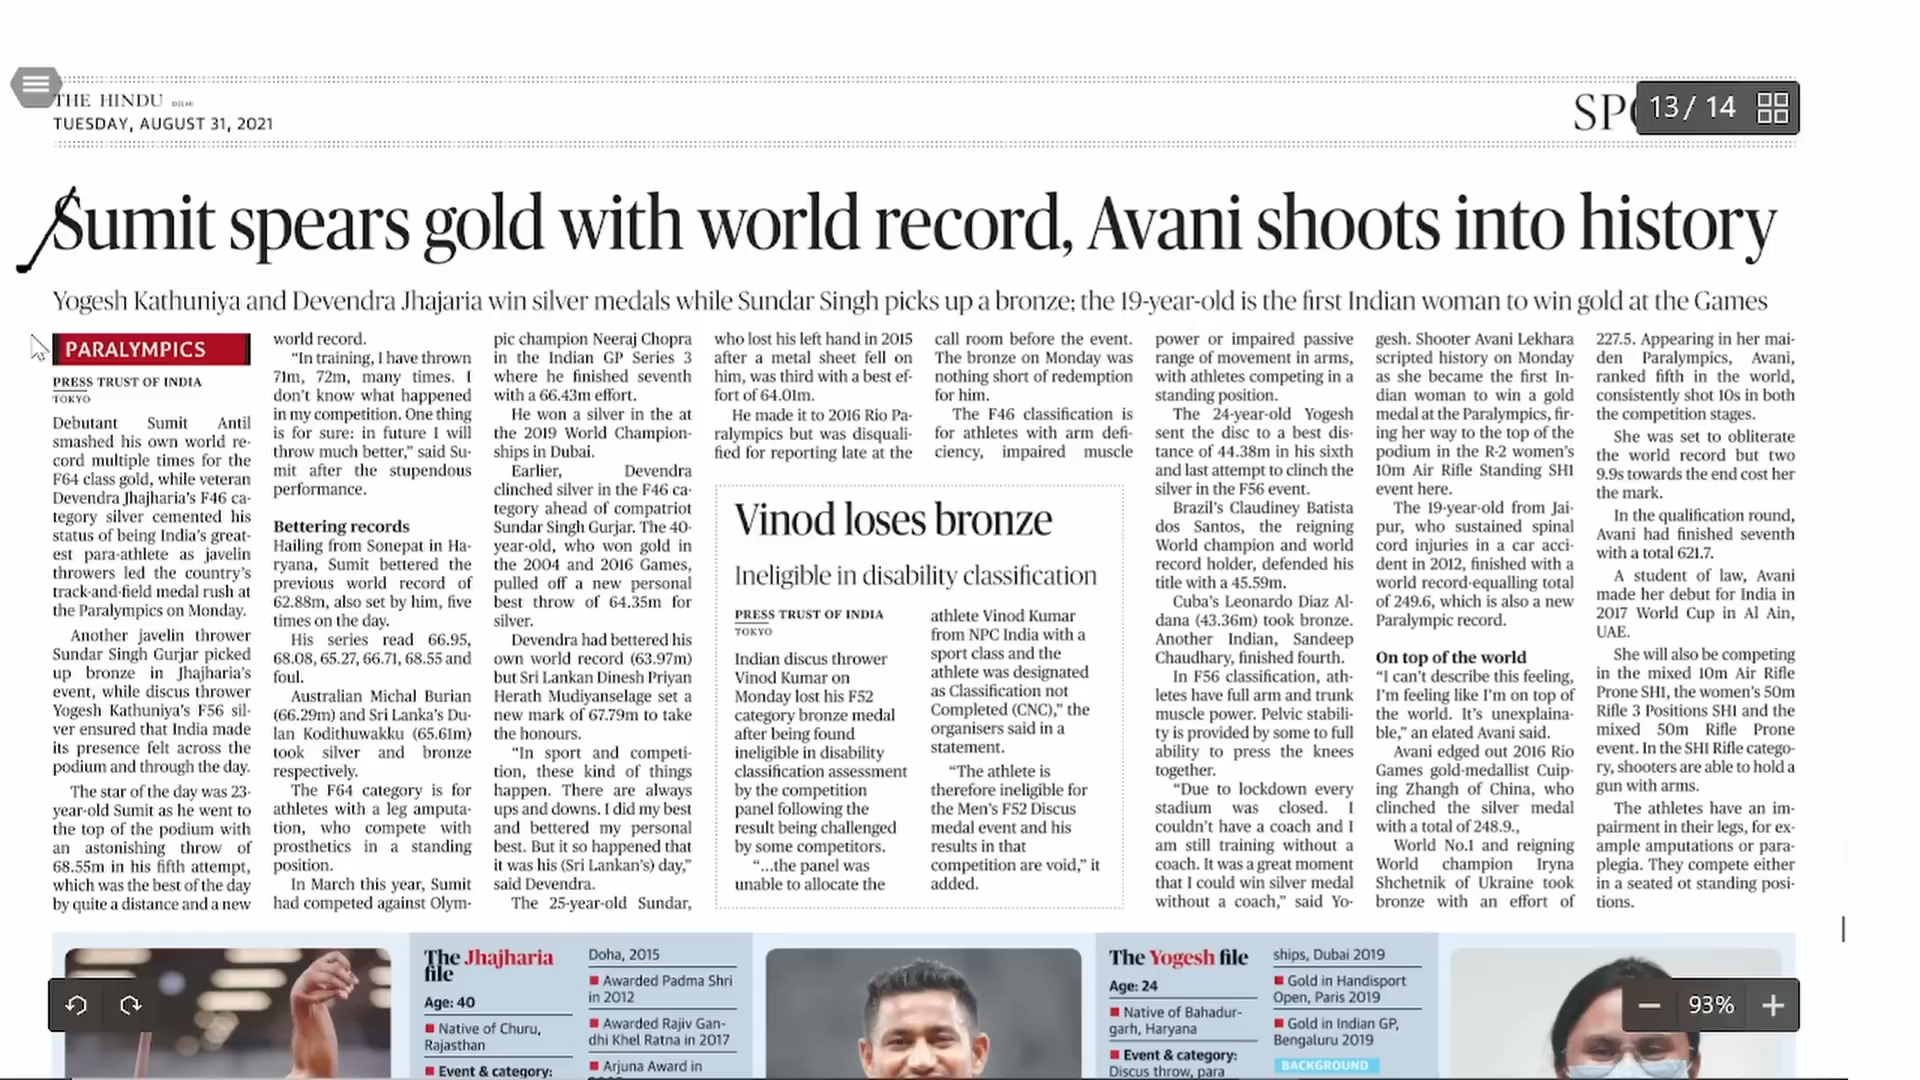 THE HINDU DELHI
TUESDAY, AUGUST 31, 2021
13 / 14
Sumit spears gold with world record, Avani shoots into history
Yogesh Kathuniya and Devendra Jhajaria win silver medals while Sundar Singh picks up a bronze; the 19-year-old is the first Indian woman to win gold at the Games
PARALYMPICS
PRESS TRUST OF INDIA
TOKYO
Debutant Sumit Antil
smashed his own world re-
cord multiple times for the
F64 class gold, while veteran
Devendra Jhajharia's F46 ca-
tegory silver cemented his
status of being India's great-
est para-athlete as javelin
throwers led the country's
track-and-field medal rush at
the Paralympics on Monday.
Another javelin thrower
Sundar Singh Gurjar picked
up bronze in Jhajharia's
event, while discus thrower
Yogesh Kathuniya's F56 sil-
ver ensured that India made
its presence felt across the
podium and through the day.
The star of the day was 23-
year-old Sumit as he went to
the top of the podium with
an astonishing throw of
68.55m in his fifth attempt,
which was the best of the day
by quite a distance and a new
world record.
“In training, I have thrown
71m, 72m, many times. I
don't know what happened
in my competition. One thing
is for sure: in future I will
throw much better,” said Su-
mit after the stupendous
performance.
Bettering records
Hailing from Sonepat in Ha-
ryana, Sumit bettered the
previous world record of
62.88m, also set by him, five
times on the day.
His series read 66.95,
68.08, 65.27, 66.71, 68.55 and
foul.
Australian Michal Burian
(66.29m) and Sri Lanka's Du-
lan Kodithuwakku (65.61m)
took silver and bronze
respectively.
The F64 category is for
athletes with a leg amputa-
tion, who compete with
prosthetics in a standing
position.
In March this year, Sumit
had competed against Olym-
pic champion Neeraj Chopra
in the Indian GP Series 3
where he finished seventh
with a 66.43m effort.
He won a silver in the at
the 2019 World Champion-
ships in Dubai.
Earlier, Devendra
clinched silver in the F46 ca-
tegory ahead of compatriot
Sundar Singh Gurjar. The 40-
year-old, who won gold in
the 2004 and 2016 Games,
pulled off a new personal
best throw of 64.35m for
silver.
Devendra had bettered his
own world record (63.97m)
but Sri Lankan Dinesh Priyan
Herath Mudiyanselage set a
new mark of 67.79m to take
the honours.
“In sport and competi-
tion, these kind of things
happen. There are always
ups and downs. I did my best
and bettered my personal
best. But it so happened that
it was his (Sri Lankan's) day,”
said Devendra.
The 25-year-old Sundar,
who lost his left hand in 2015
after a metal sheet fell on
him, was third with a best ef-
fort of 64.01m.
He made it to 2016 Rio Pa-
ralympics but was disquali-
fied for reporting late at the
call room before the event.
The bronze on Monday was
nothing short of redemption
for him.
The F46 classification is
for athletes with arm defi-
ciency, impaired muscle
power or impaired passive
range of movement in arms,
with athletes competing in a
standing position.
The 24-year-old Yogesh
sent the disc to a best dis-
tance of 44.38m in his sixth
and last attempt to clinch the
silver in the F56 event.
Brazil's Claudiney Batista
dos Santos, the reigning
World champion and world
record holder, defended his
title with a 45.59m.
Cuba's Leonardo Diaz Al-
dana (43.36m) took bronze.
Another Indian, Sandeep
Chaudhary, finished fourth.
In F56 classification, ath-
letes have full arm and trunk
muscle power. Pelvic stabili-
ty is provided by some to full
ability to press the knees
together.
“Due to lockdown every
stadium was closed. I
couldn't have a coach and I
am still training without a
coach. It was a great moment
that I could win silver medal
without a coach,” said Yo-
gesh. Shooter Avani Lekhara
scripted history on Monday
as she became the first In-
dian woman to win a gold
medal at the Paralympics, fir-
ing her way to the top of the
podium in the R-2 women's
10m Air Rifle Standing SH1
event here.
The 19-year-old from Jai-
pur, who sustained spinal
cord injuries in a car acci-
dent in 2012, finished with a
world record-equalling total
of 249.6, which is also a new
Paralympic record.
On top of the world
“I can't describe this feeling,
I'm feeling like I'm on top of
the world. It's unexplaina-
ble,” an elated Avani said.
Avani edged out 2016 Rio
Games gold-medallist Cuip-
ing Zhangh of China, who
clinched the silver medal
with a total of 248.9.,
World No.1 and reigning
World champion Iryna
Shchetnik of Ukraine took
bronze with an effort of
227.5. Appearing in her mai-
den Paralympics, Avani,
ranked fifth in the world,
consistently shot 10s in both
the competition stages.
She was set to obliterate
the world record but two
9.9s towards the end cost her
the mark.
In the qualification round,
Avani had finished seventh
with a total 621.7.
A student of law, Avani
made her debut for India in
2017 World Cup in Al Ain,
UAE.
She will also be competing
in the mixed 10m Air Rifle
Prone SH1, the women's 50m
Rifle 3 Positions SH1 and the
mixed 50m Rifle Prone
event. In the SH1 Rifle catego-
ry, shooters are able to hold a
gun with arms.
The athletes have an im-
pairment in their legs, for ex-
ample amputations or para-
plegia. They compete either
in a seated ot standing posi-
tions.
Vinod loses bronze
Ineligible in disability classification
PRESS TRUST OF INDIA
TOKYO
Indian discus thrower
Vinod Kumar on
Monday lost his F52
category bronze medal
after being found
ineligible in disability
classification assessment
by the competition
panel following the
result being challenged
by some competitors.
“...the panel was
unable to allocate the
athlete Vinod Kumar
from NPC India with a
sport class and the
athlete was designated
as Classification not
Completed (CNC),” the
organisers said in a
statement.
“The athlete is
therefore ineligible for
the Men's F52 Discus
medal event and his
results in that
competition are void,” it
added.
The Jhajharia
file
Age: 40
Native of Churu,
Rajasthan
Event & category:
Doha, 2015
Awarded Padma Shri
in 2012
Awarded Rajiv Gan-
dhi Khel Ratna in 2017
Arjuna Award in
The Yogesh file
Age: 24
Native of Bahadur-
garh, Haryana
Event & category:
Discus throw, para
ships, Dubai 2019
Gold in Handisport
Open, Paris 2019
Gold in Indian GP,
Bengaluru 2019
BACKGROUND
93%